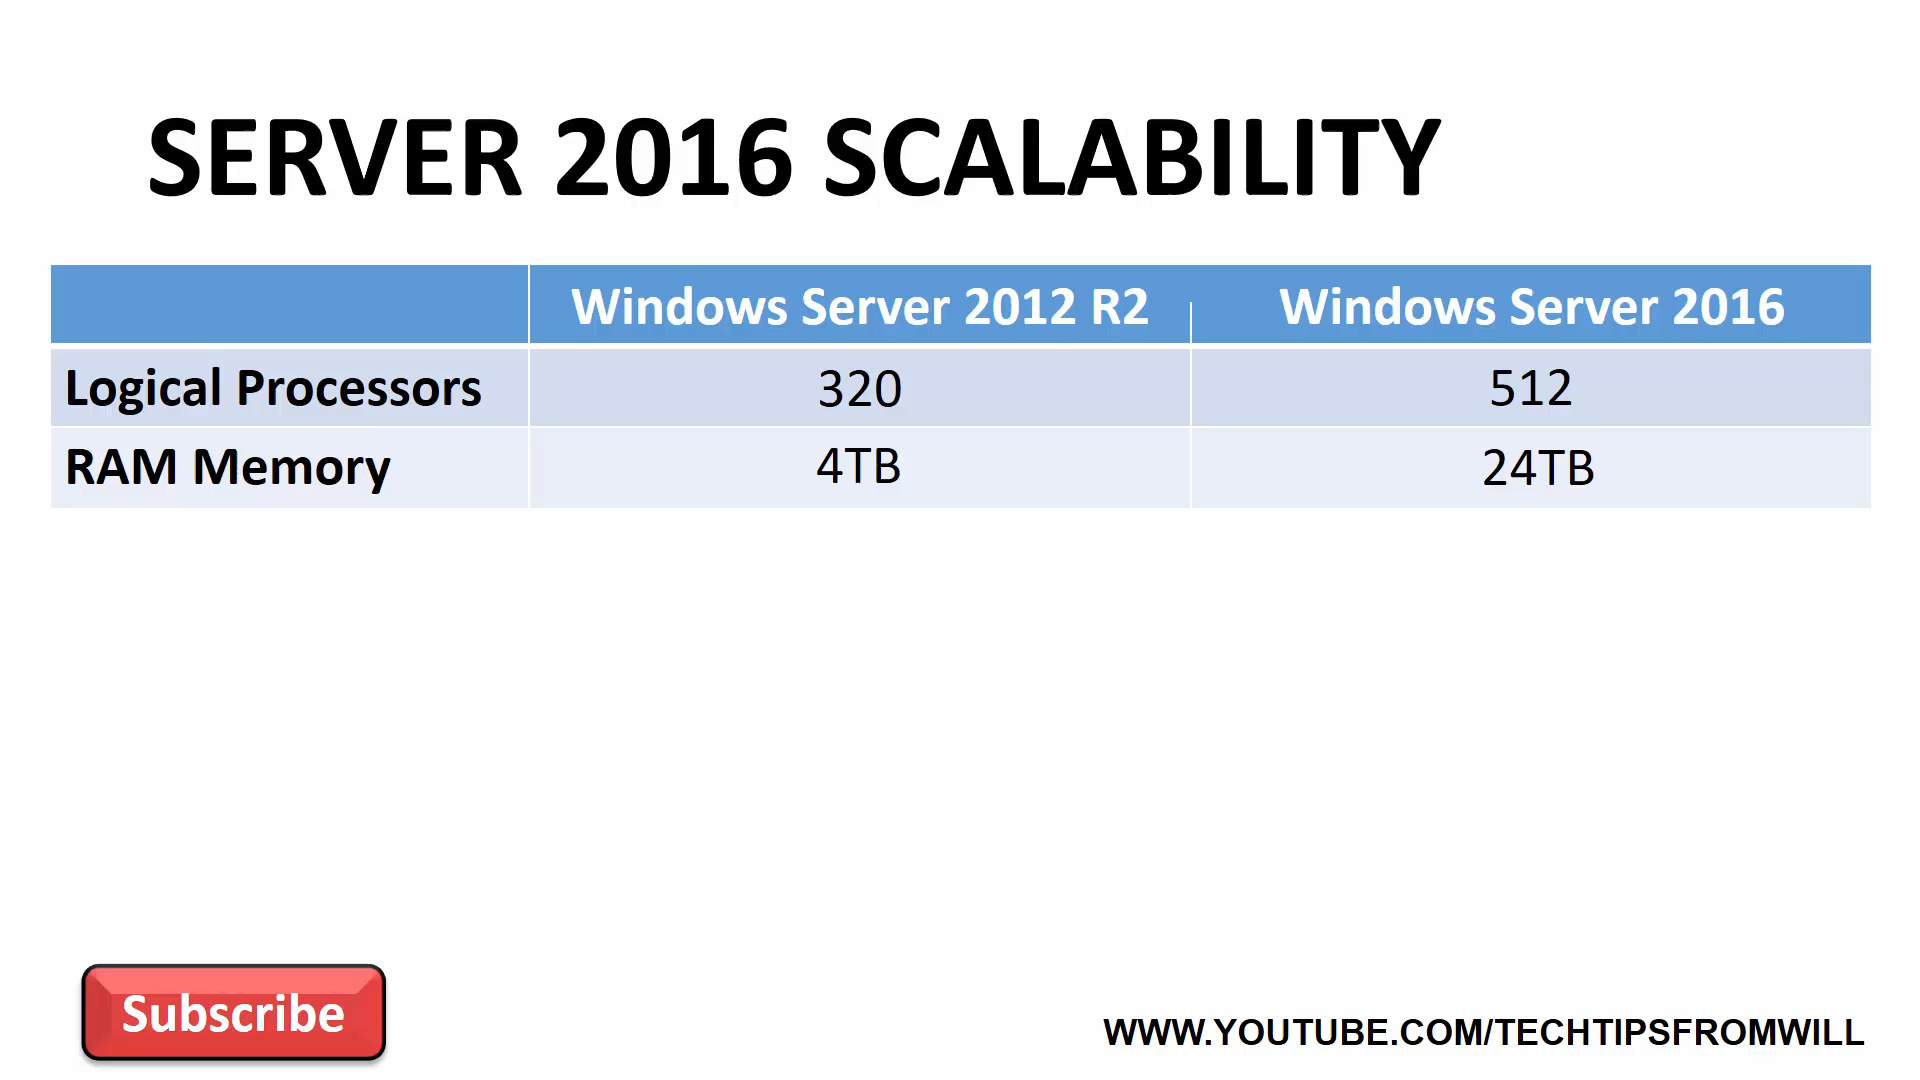 SERVER 2016 SCALABILITY
Windows Server 2012 R2 Windows Server 2016
Logical Processors 320 512
RAM Memory 4TB 24TB
Subscribe
WWW.YOUTUBE.COM/TECHTIPSFROMWILL